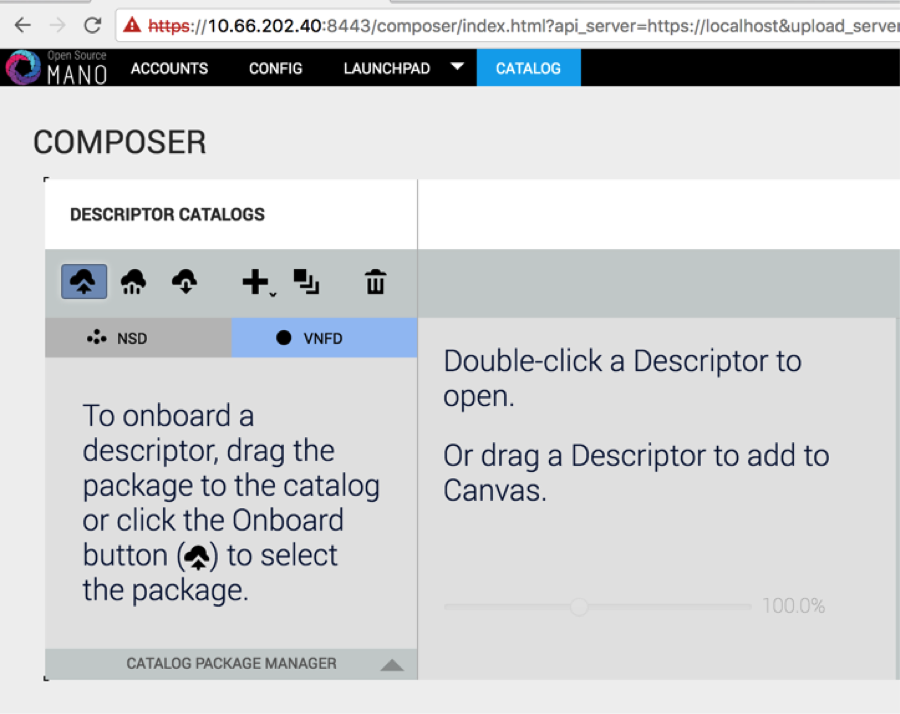 https://10.66.202.40:8443/composer/index.html?api_server=https://localhost&upload_server
Open Source
MANO
ACCOUNTS
CONFIG
LAUNCHPAD
CATALOG
COMPOSER
DESCRIPTOR CATALOGS
NSD
VNFD
To onboard a
descriptor, drag the
package to the catalog
or click the Onboard
button () to select
the package.
Double-click a Descriptor to
open.
Or drag a Descriptor to add to
Canvas.
100.0%
CATALOG PACKAGE MANAGER